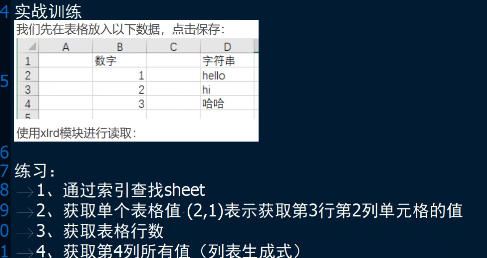 4 实战训练
我们先在表格放入以下数据，点击保存：
A B C D
1 数字 字符串
2 1 hello
5
3 2 hi
4 3 哈哈
使用xlrd模块进行读取：
6
7 练习：
8 →1、通过索引查找sheet
9 →2、获取单个表格值 (2,1)表示获取第3行第2列单元格的值
0 →3、获取表格行数
1 →4、获取第4列所有值（列表生成式）